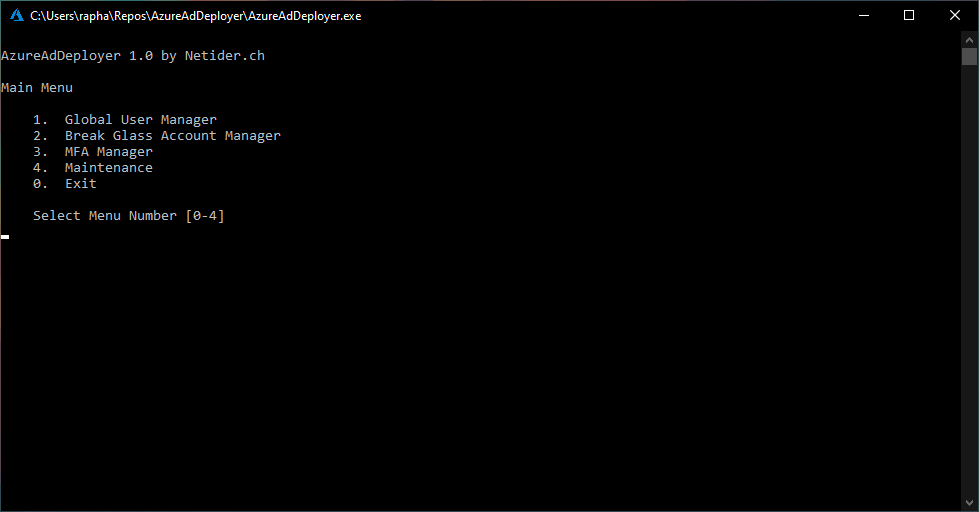 C:\Users\rapha\Repos\AzureAdDeployer\AzureAdDeployer.exe
AzureAdDeployer 1.0 by Netider.ch
Main Menu
1. Global User Manager
2. Break Glass Account Manager
3. MFA Manager
4. Maintenance
0. Exit
Select Menu Number [0-4]